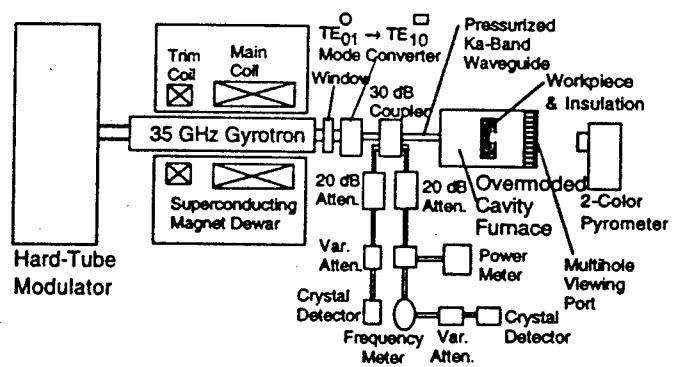 TE01 → TE10
Mode Converter
Pressurized
Ka-Band
Waveguide
Trim
Coil
Main
Coil
Window
30 dB
Coupler
Workpiece
& Insulation
35 GHz Gyrotron
20 dB
Atten.
20 dB
Atten.
Overmoded
Cavity
Furnace
2-Color
Pyrometer
Superconducting
Magnet Dewar
Hard-Tube
Modulator
Var.
Atten.
Power
Meter
Multihole
Viewing
Port
Crystal
Detector
Frequency
Meter
Var.
Atten.
Crystal
Detector